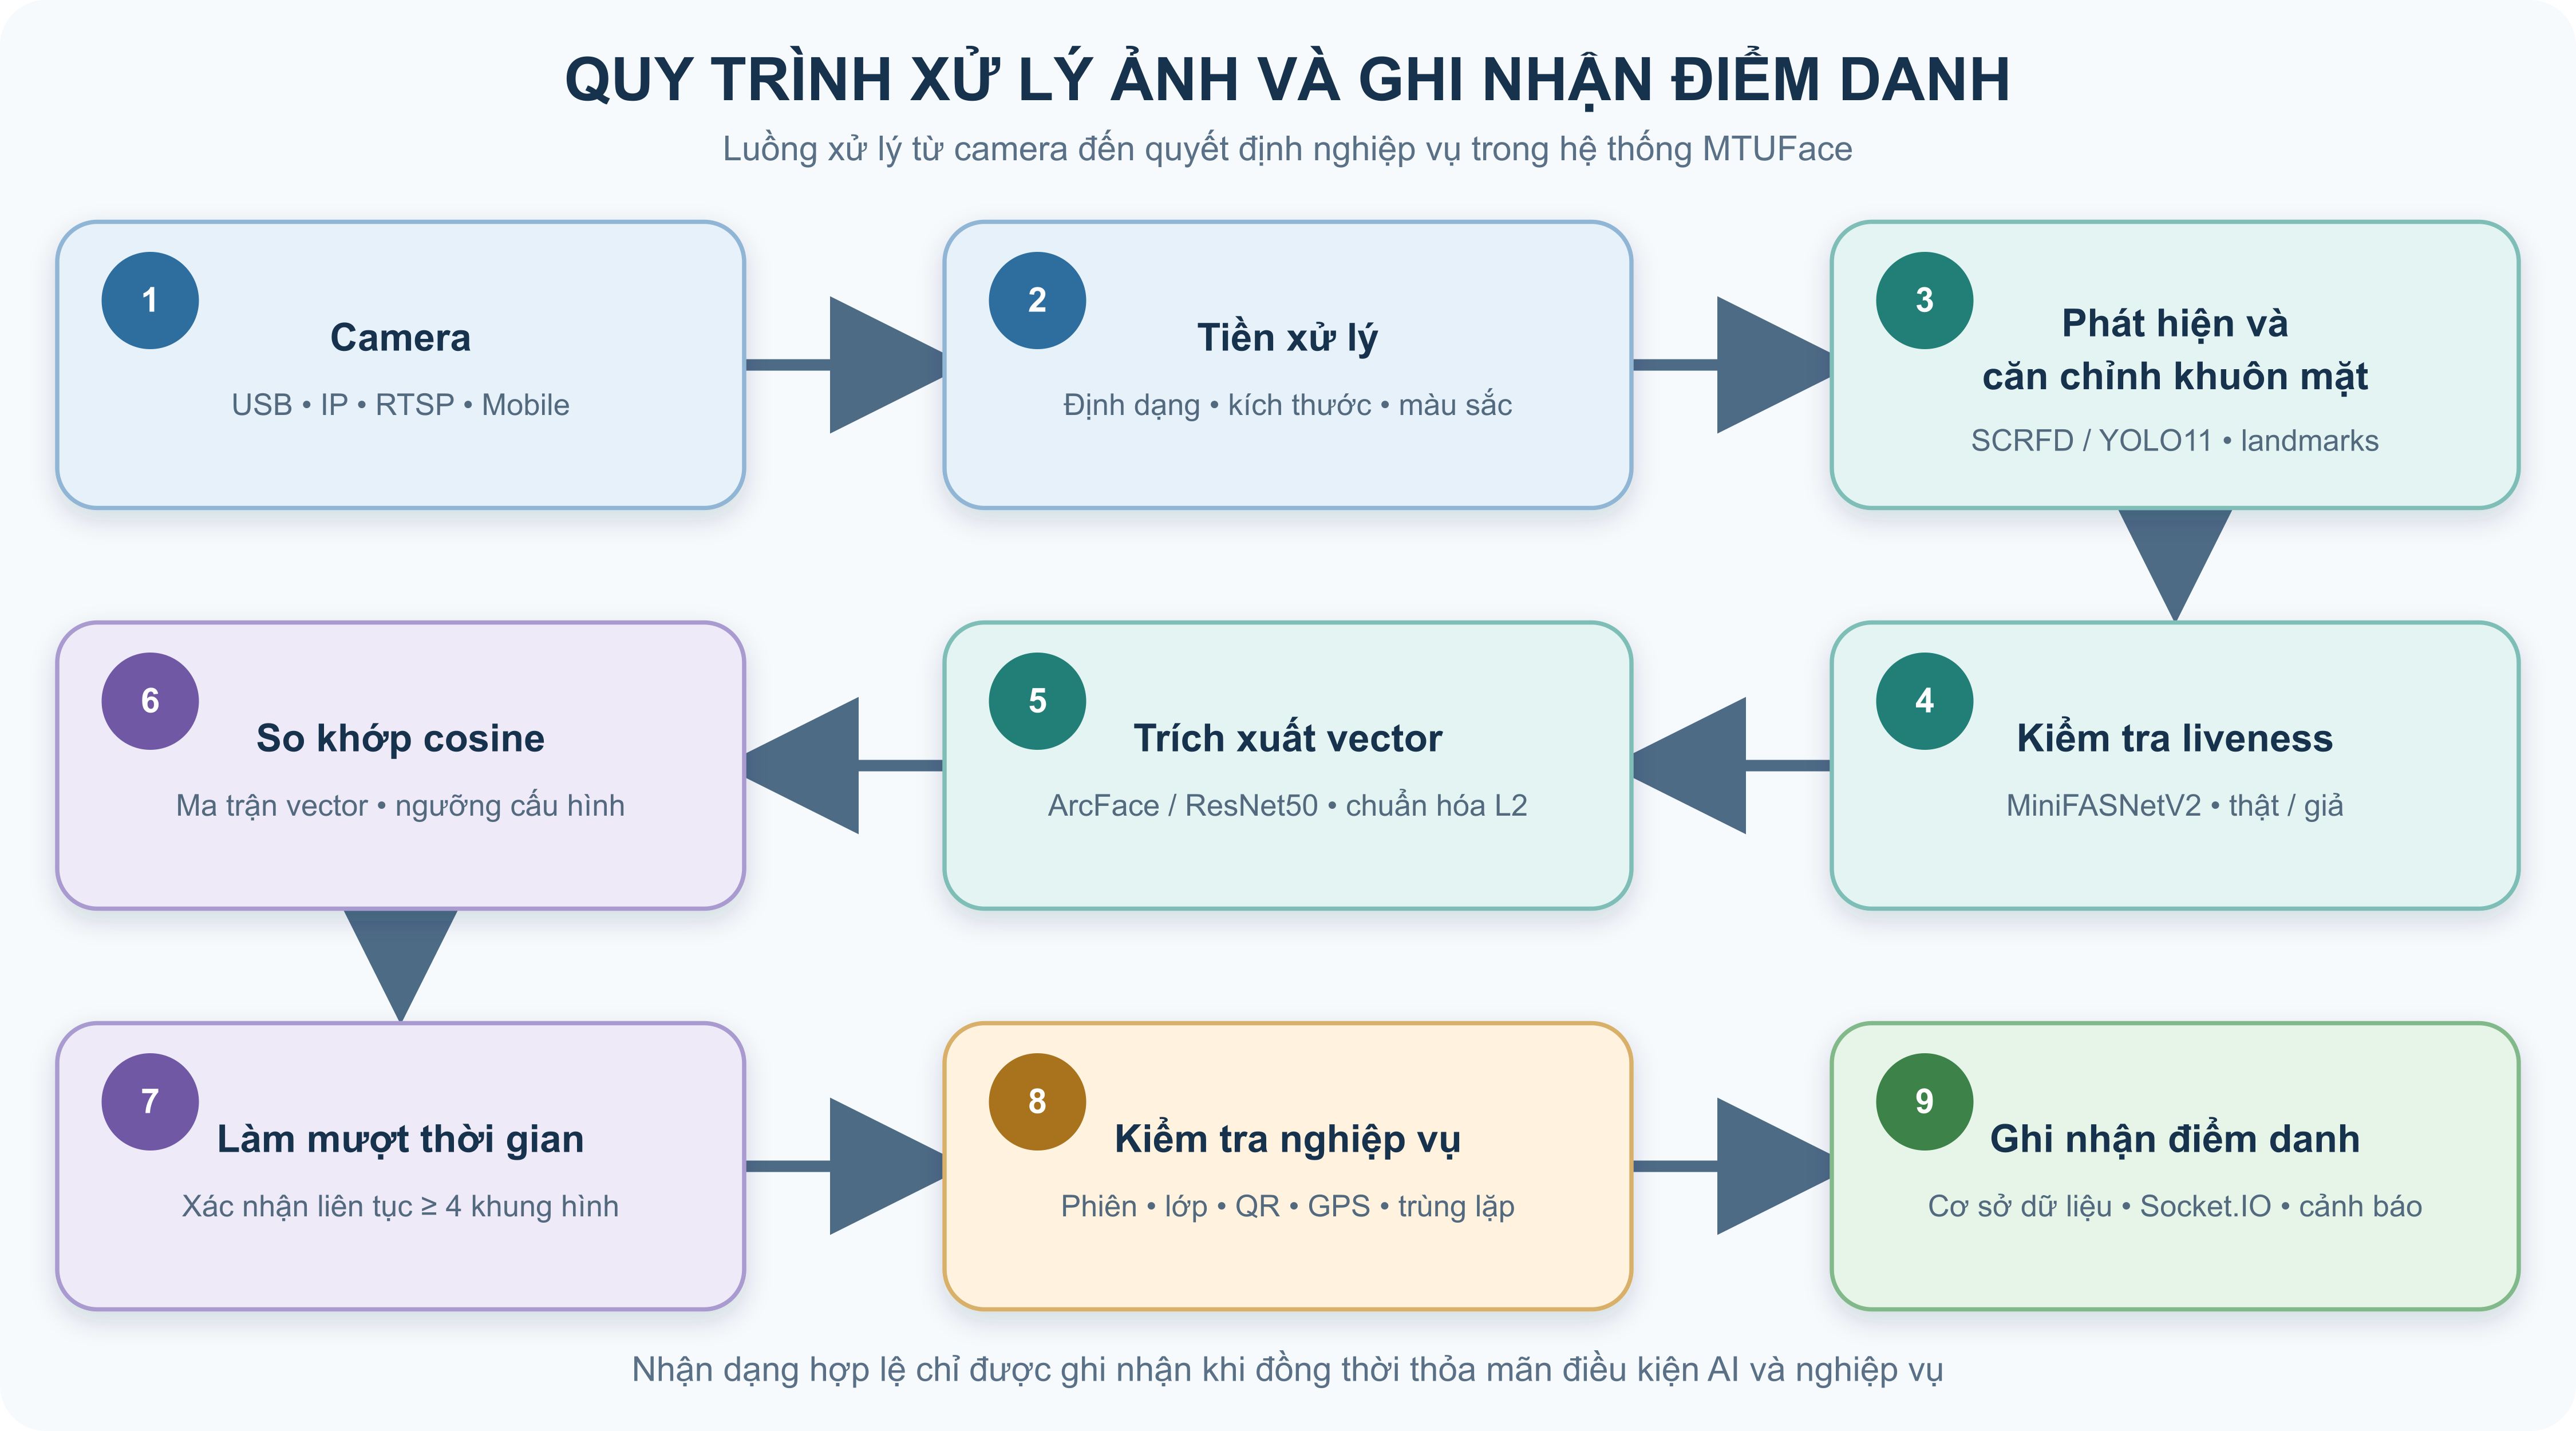 QUY TRÌNH XỬ LÝ ẢNH VÀ GHI NHẬN ĐIỂM DANH
Luồng xử lý từ camera đến quyết định nghiệp vụ trong hệ thống MTUFace
1
Camera
USB • IP • RTSP • Mobile
2
Tiền xử lý
Định dạng • kích thước • màu sắc
3
Phát hiện và
căn chỉnh khuôn mặt
SCRFD / YOLO11 • landmarks
4
Kiểm tra liveness
MiniFASNetV2 • thật / giả
5
Trích xuất vector
ArcFace / ResNet50 • chuẩn hóa L2
6
So khớp cosine
Ma trận vector • ngưỡng cấu hình
7
Làm mượt thời gian
Xác nhận liên tục ≥ 4 khung hình
8
Kiểm tra nghiệp vụ
Phiên • lớp • QR • GPS • trùng lặp
9
Ghi nhận điểm danh
Cơ sở dữ liệu • Socket.IO • cảnh báo
Nhận dạng hợp lệ chỉ được ghi nhận khi đồng thời thỏa mãn điều kiện AI và nghiệp vụ